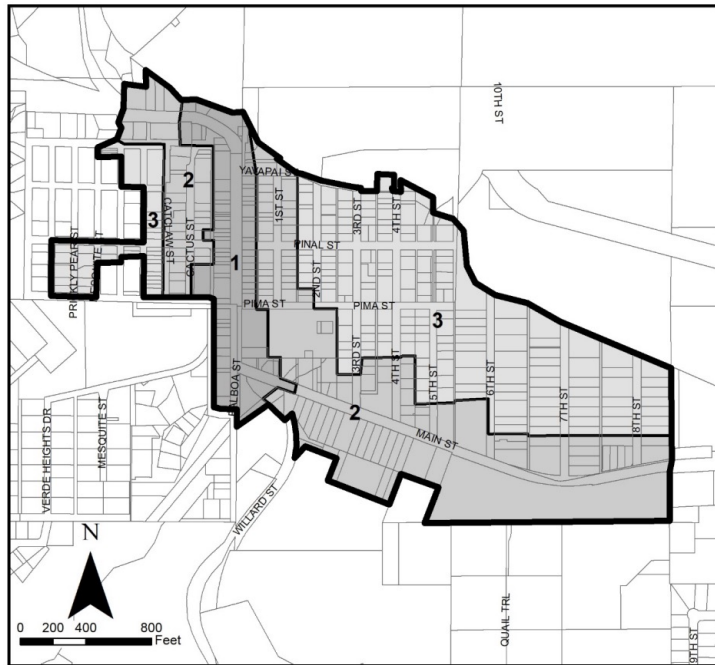 10TH ST
YAVAPAI ST
2
1ST ST
3RD ST
4TH ST
3
CATCLAW ST
CACTUS ST
PRICKLY PEAR ST
MESQUITE ST
1
PINAL ST
2ND ST
PIMA ST
PIMA ST
3
3RD ST
4TH ST
5TH ST
6TH ST
7TH ST
8TH ST
BALBOA ST
2
MAIN ST
VERDE HEIGHTS DR
MESQUITE ST
WILLARD ST
N
QUAIL TRL
9TH ST
0 200 400 800
Feet